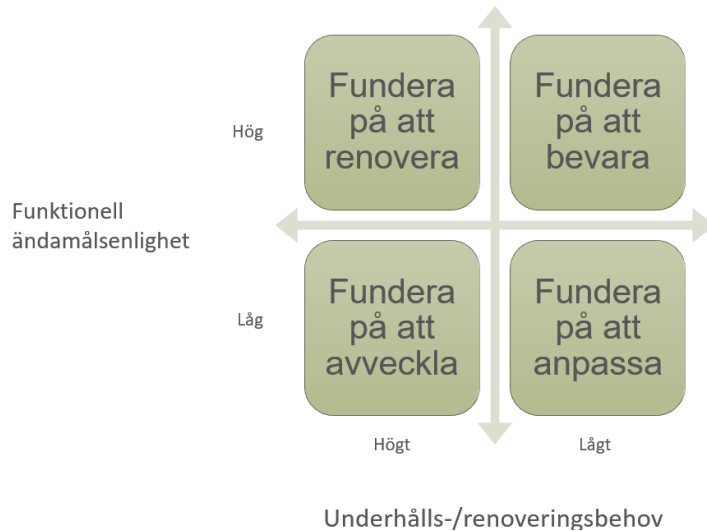 Fundera
på att
renovera
Fundera
på att
bevara
Hög
Funktionell
ändamålsenlighet
Fundera
på att
avveckla
Fundera
på att
anpassa
Låg
Högt
Lågt
Underhålls-/renoveringsbehov